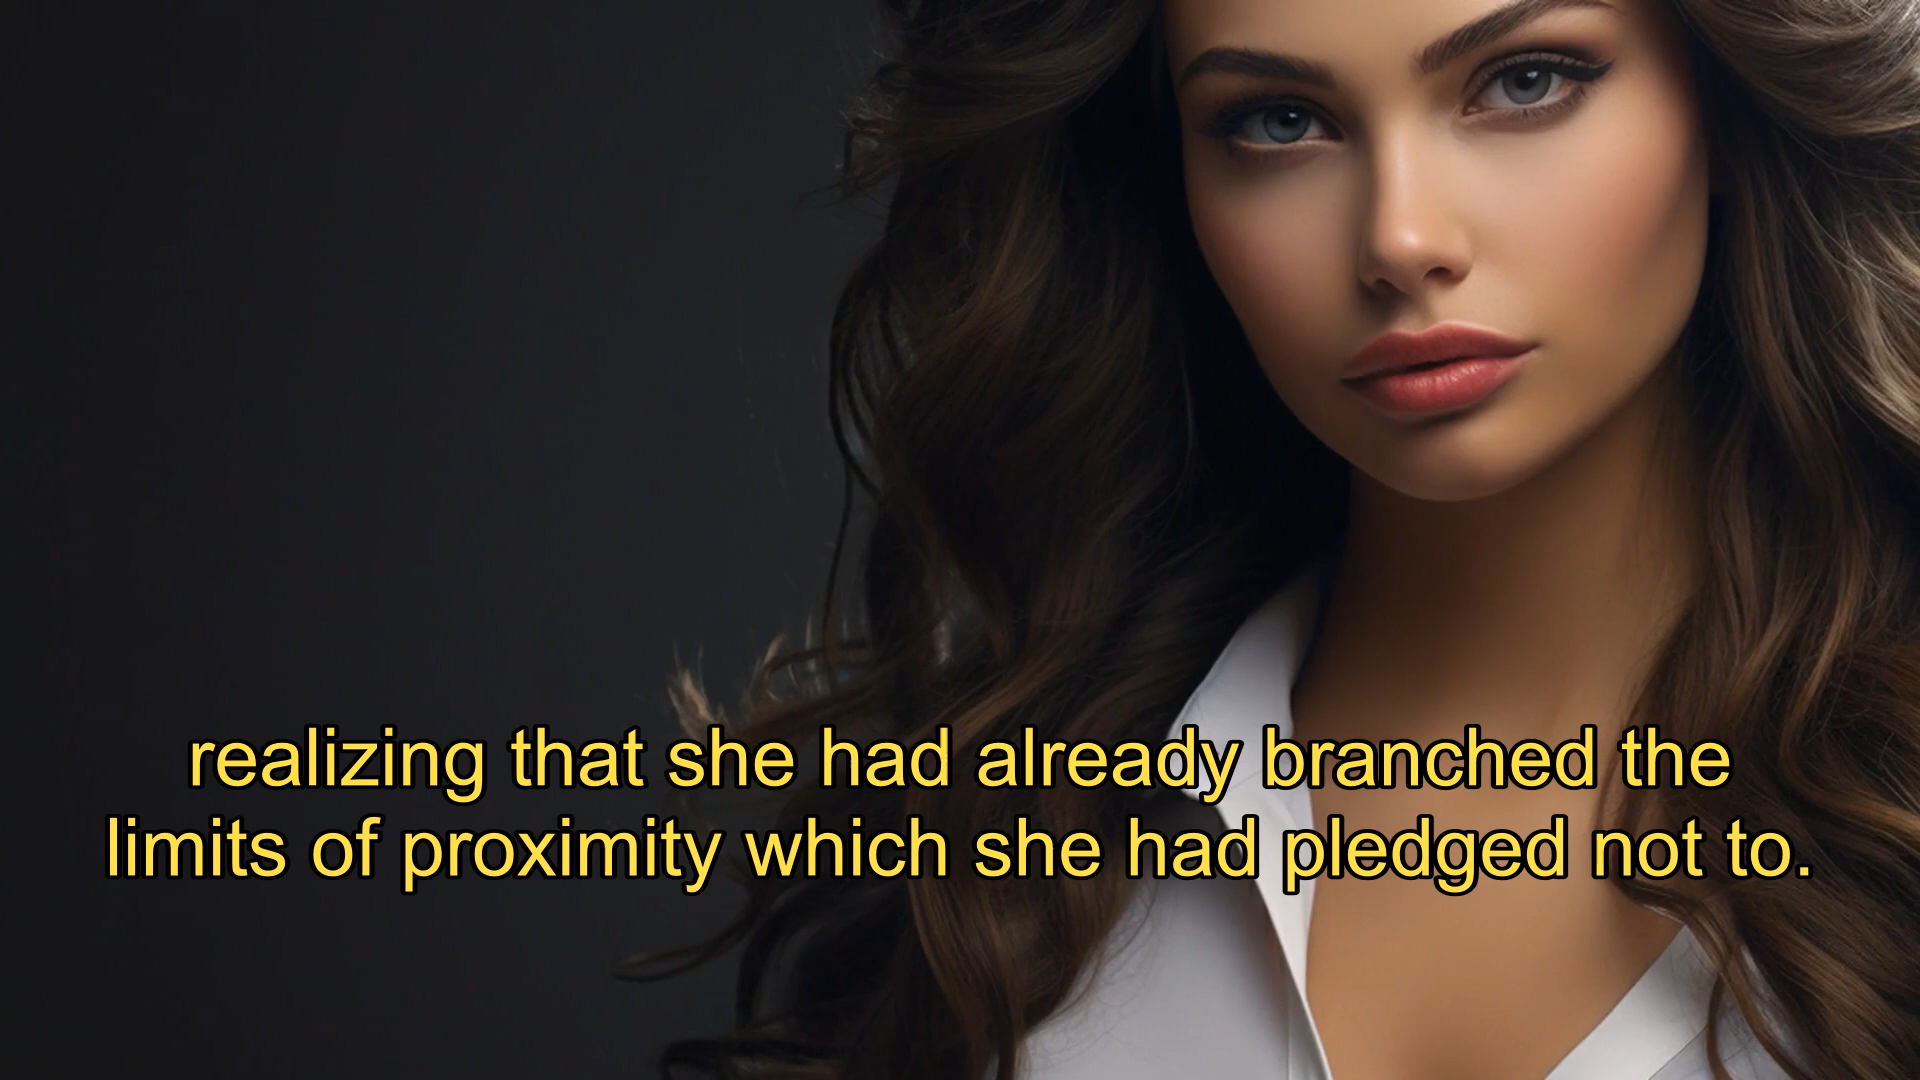 realizing that she had already branched the
limits of proximity which she had pledged not to.